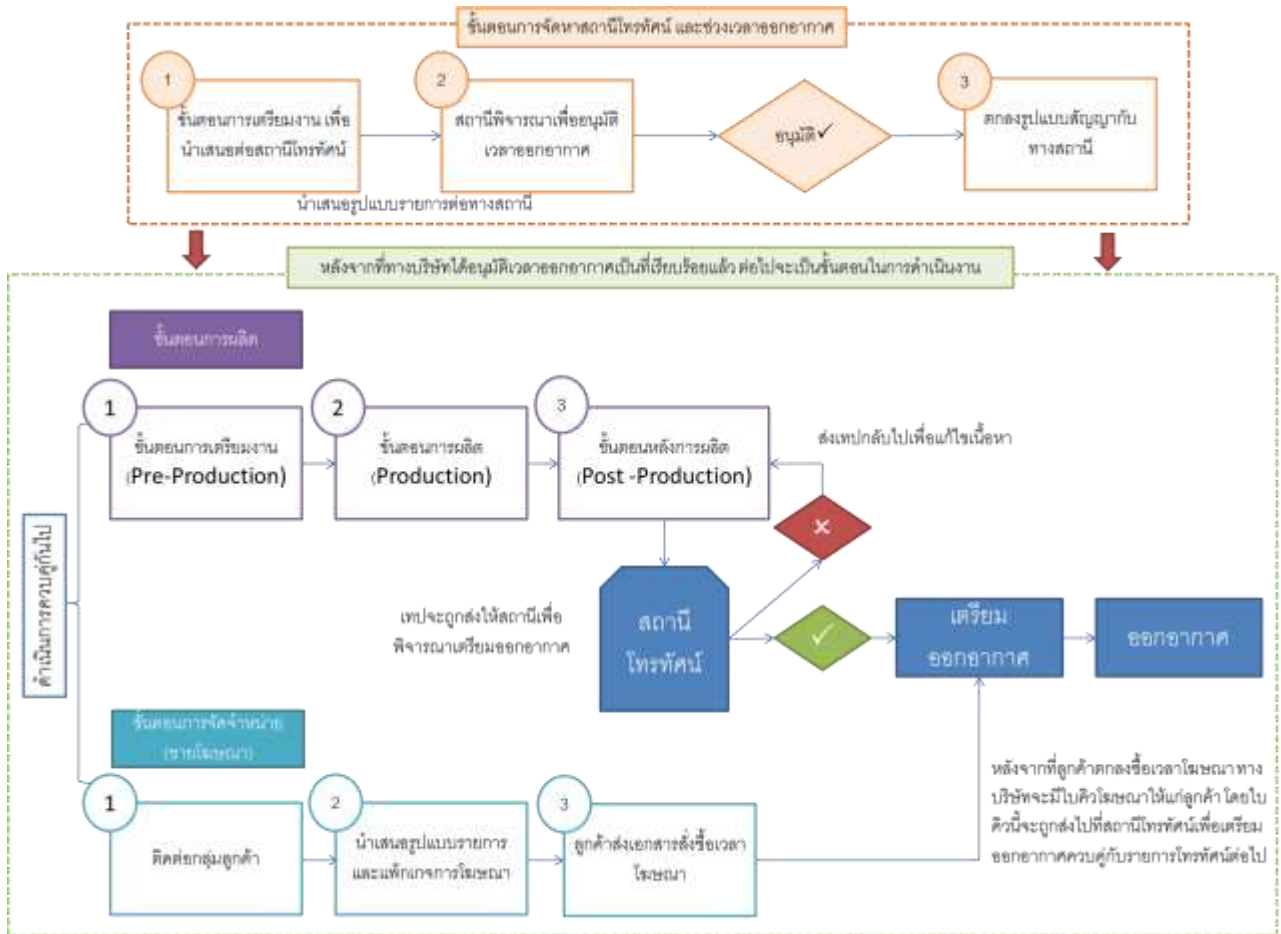 ขั้นตอนการจัดหาสถานีโทรทัศน์ และช่วงเวลาออกอากาศ
1
ขั้นตอนการเตรียมงาน เพื่อ
นำเสนอต่อสถานีโทรทัศน์
2
สถานีพิจารณาเพื่ออนุมัติ
เวลาออกอากาศ
อนุมัติ ✓
3
ตกลงรูปแบบสัญญากับ
ทางสถานี
นำเสนอรูปแบบรายการต่อทางสถานี
หลังจากที่ทางบริษัทได้อนุมัติเวลาออกอากาศเป็นที่เรียบร้อยแล้ว ต่อไปจะเป็นขั้นตอนในการดำเนินงาน
ขั้นตอนการผลิต
1
ขั้นตอนการเตรียมงาน
(Pre-Production)
2
ขั้นตอนการผลิต
(Production)
3
ขั้นตอนหลังการผลิต
(Post -Production)
ส่งเทปกลับไปเพื่อแก้ไขเนื้อหา
ดำเนินการควบคู่กันไป
เทปจะถูกส่งให้สถานีเพื่อ
พิจารณาเตรียมออกอากาศ
สถานี
โทรทัศน์
เตรียม
ออกอากาศ
ออกอากาศ
ขั้นตอนการจัดจำหน่าย
(ขายโฆษณา)
1
ติดต่อกลุ่มลูกค้า
2
นำเสนอรูปแบบรายการ
และแพ็กเกจการโฆษณา
3
ลูกค้าส่งเอกสารสั่งซื้อเวลา
โฆษณา
หลังจากที่ลูกค้าตกลงซื้อเวลาโฆษณา ทาง
บริษัทจะมีใบคิวโฆษณาให้แก่ลูกค้า โดยใบ
คิวนี้จะถูกส่งไปที่สถานีโทรทัศน์เพื่อเตรียม
ออกอากาศควบคู่กับรายการโทรทัศน์ต่อไป